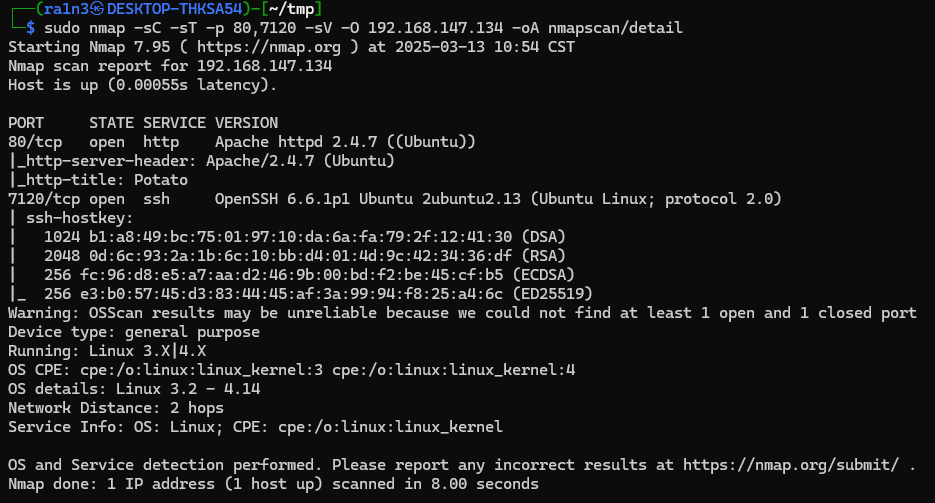 ┌──(ra1n3㉿DESKTOP-THKSA54)-[~/tmp]
└─$ sudo nmap -sC -sT -p 80,7120 -sV -O 192.168.147.134 -oA nmapscan/detail
Starting Nmap 7.95 ( https://nmap.org ) at 2025-03-13 10:54 CST
Nmap scan report for 192.168.147.134
Host is up (0.00055s latency).
PORT     STATE SERVICE VERSION
80/tcp   open  http    Apache httpd 2.4.7 ((Ubuntu))
|_http-server-header: Apache/2.4.7 (Ubuntu)
|_http-title: Potato
7120/tcp open  ssh     OpenSSH 6.6.1p1 Ubuntu 2ubuntu2.13 (Ubuntu Linux; protocol 2.0)
| ssh-hostkey:
|   1024 b1:a8:49:bc:75:01:97:10:da:6a:fa:79:2f:12:41:30 (DSA)
|   2048 0d:6c:93:2a:1b:6c:10:bb:d4:01:4d:9c:42:34:36:df (RSA)
|   256 fc:96:d8:e5:a7:aa:d2:46:9b:00:bd:f2:be:45:cf:b5 (ECDSA)
|_  256 e3:b0:57:45:d3:83:44:45:af:3a:99:94:f8:25:a4:6c (ED25519)
Warning: OSScan results may be unreliable because we could not find at least 1 open and 1 closed port
Device type: general purpose
Running: Linux 3.X|4.X
OS CPE: cpe:/o:linux:linux_kernel:3 cpe:/o:linux:linux_kernel:4
OS details: Linux 3.2 - 4.14
Network Distance: 2 hops
Service Info: OS: Linux; CPE: cpe:/o:linux:linux_kernel
OS and Service detection performed. Please report any incorrect results at https://nmap.org/submit/ .
Nmap done: 1 IP address (1 host up) scanned in 8.00 seconds